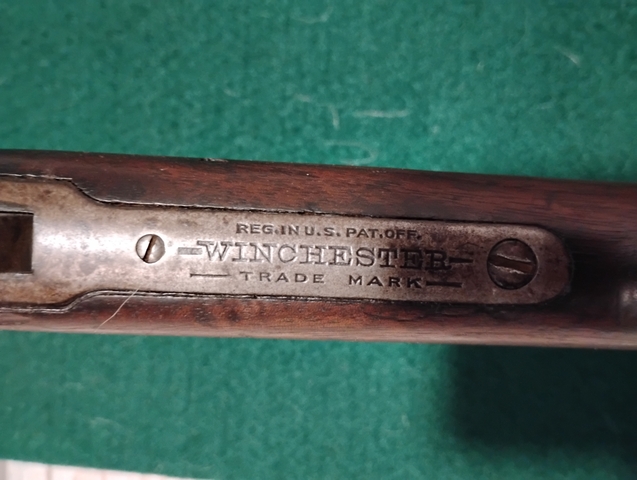 REG.IN U.S. PAT.OFF.
WINCHESTER
TRADE MARK